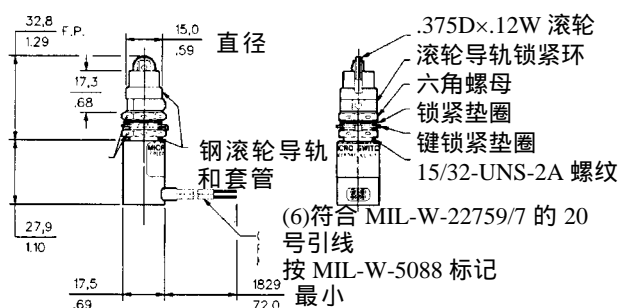 32,8
1.29
F.P.
15,0
.59
直径
17,3
.68
钢滚轮导轨
和套管
27,9
1.10
17,5
.69
1829
72.0
最小
.375D×.12W 滚轮
滚轮导轨锁紧环
六角螺母
锁紧垫圈
键锁紧垫圈
15/32-UNS-2A 螺纹
(6)符合 MIL-W-22759/7 的 20
号引线
按 MIL-W-5088 标记